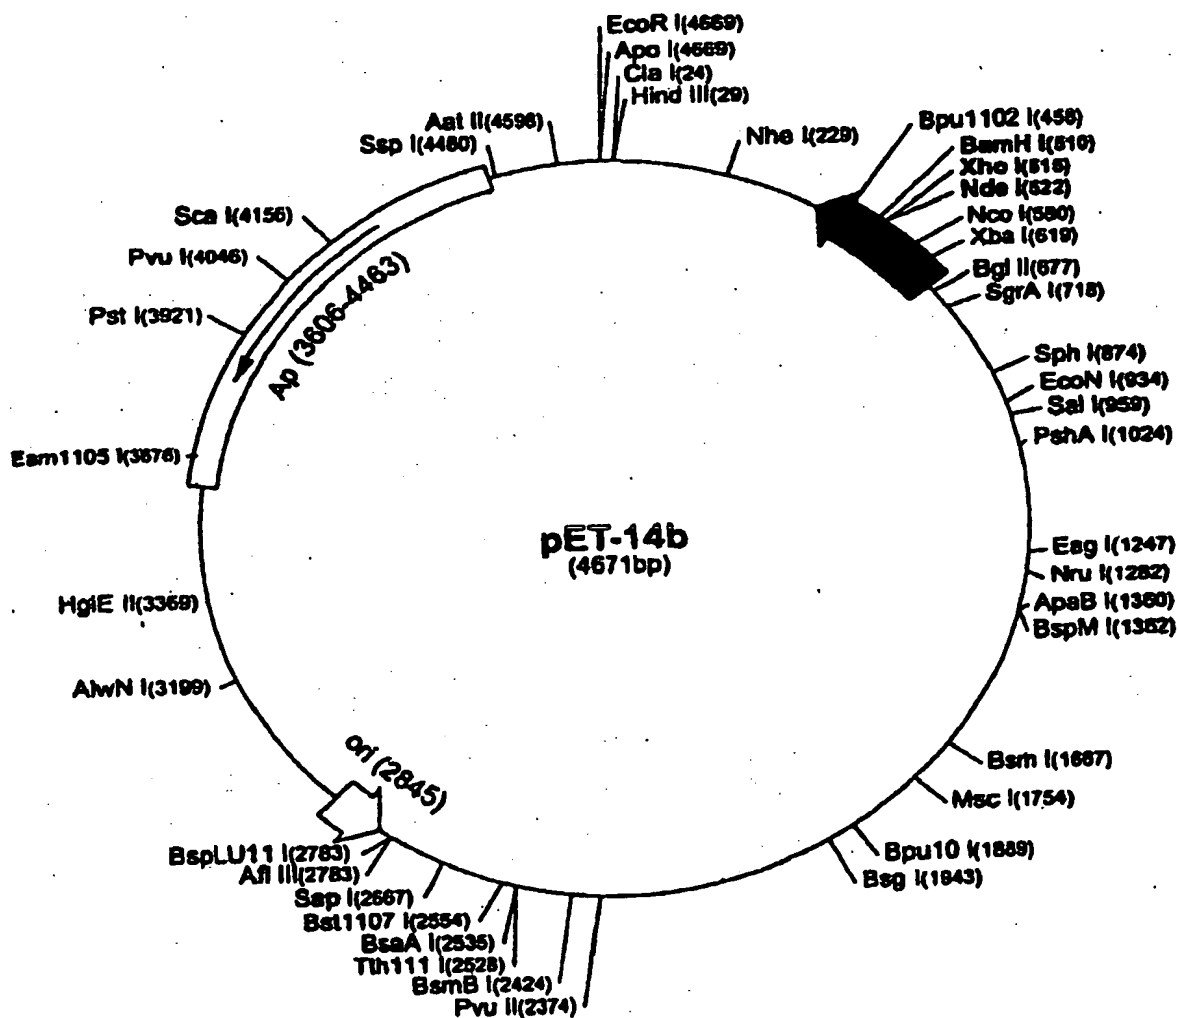 EcoR I(4669)
Apo I(4669)
Cla I(24)
Hind III(29)
Aat II(4598)
Ssp I(4480)
Nhe I(229)
Bpu1102 I(458)
BamH I(510)
Xho I(515)
Nde I(522)
Nco I(580)
Xba I(619)
Bgl II(677)
SgrA I(718)
Sca I(4156)
Pvu I(4046)
Pst I(3921)
Ap (3606-4463)
Sph I(874)
EcoN I(934)
Sal I(959)
PshA I(1024)
Eam1105 I(3676)
pET-14b
(4671bp)
Eag I(1247)
Nru I(1282)
ApaB I(1360)
BspM I(1362)
HgiE II(3369)
AlwN I(3199)
ori (2845)
Bsm I(1667)
Msc I(1754)
Bpu10 I(1889)
Bsg I(1943)
BspLU11 I(2783)
Afl III(2783)
Sap I(2667)
Bst1107 I(2554)
BsaA I(2535)
Tth111 I(2528)
BsmB I(2424)
Pvu II(2374)